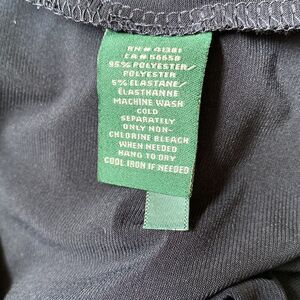 RN# 41381
CA# 56650
95% POLYESTER/
POLYESTER
5% ELASTANE/
ÉLASTHANNE
MACHINE WASH
COLD
SEPARATELY
ONLY NON-
CHLORINE BLEACH
WHEN NEEDED
HANG TO DRY
COOL IRON IF NEEDED